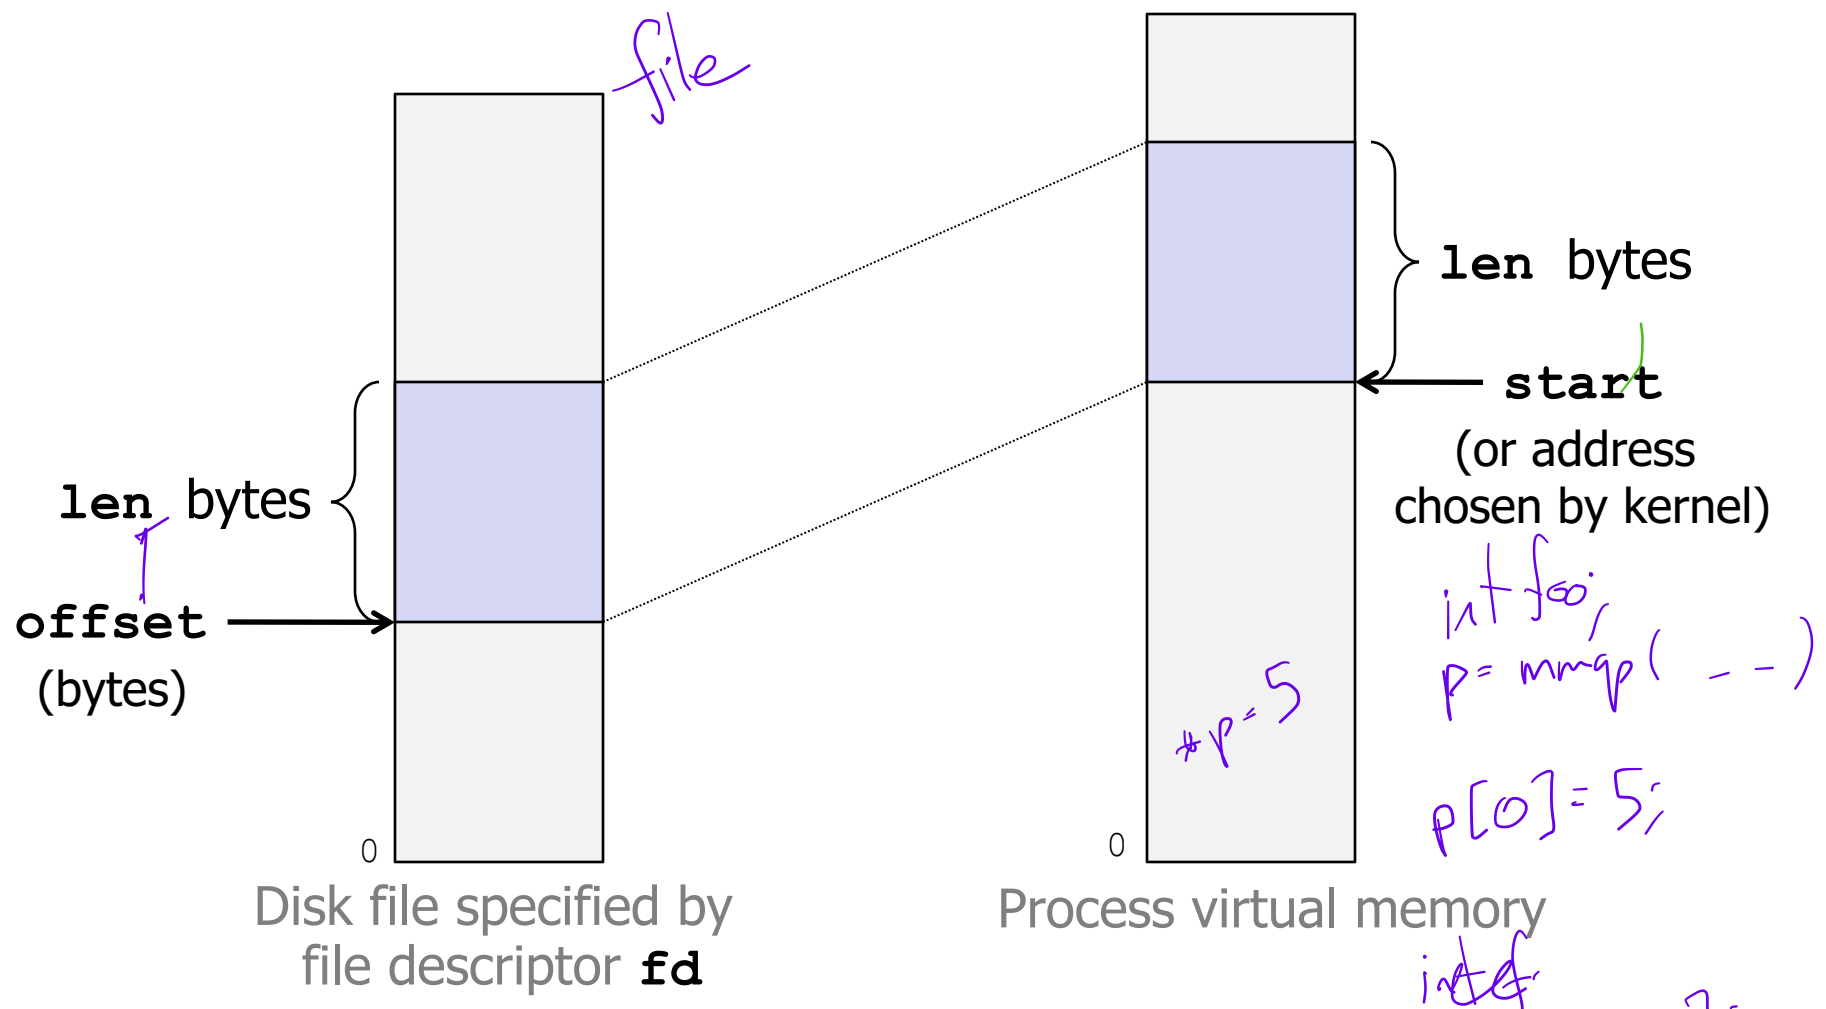 file
len bytes
start
(or address
chosen by kernel)
len bytes
offset
(bytes)
int foo;
p = mmap( _ _ )
*p = 5
p[0] = 5;
0
0
Disk file specified by
file descriptor fd
Process virtual memory